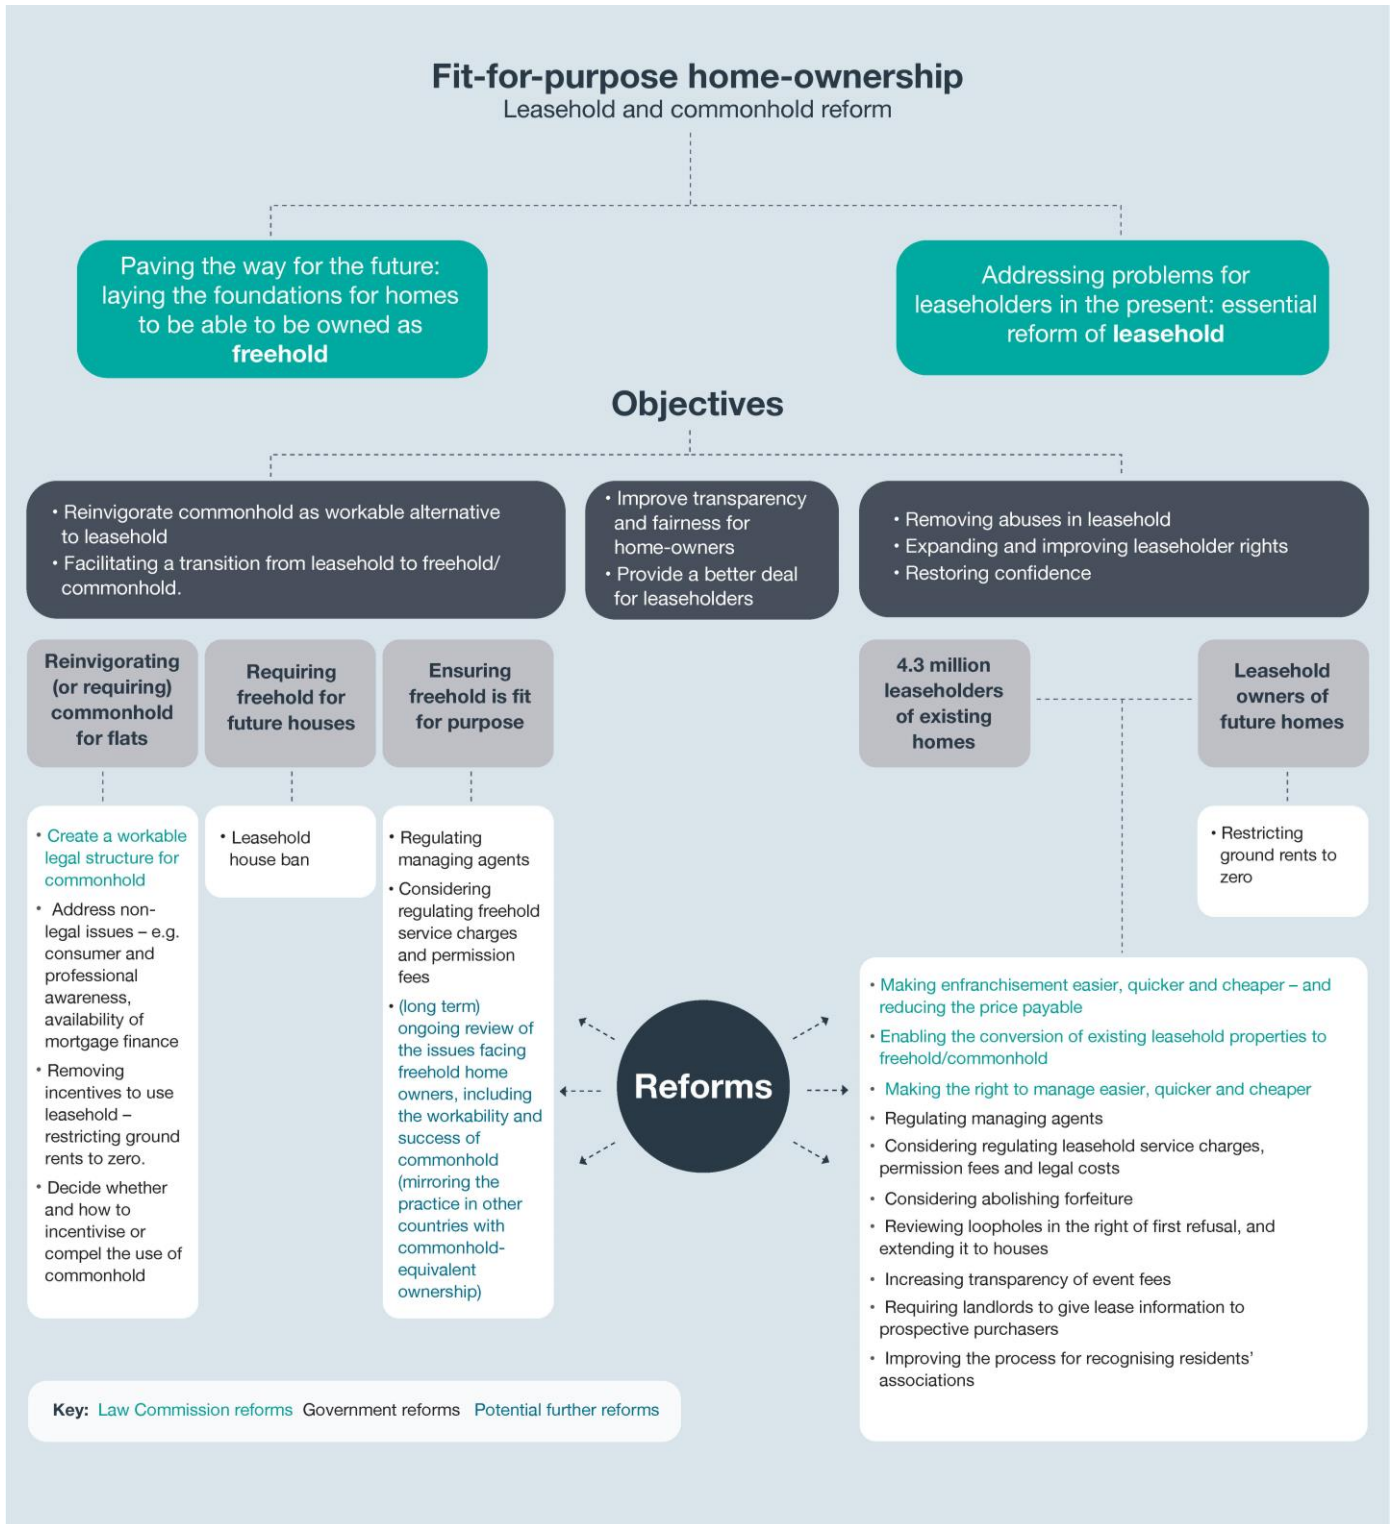 Fit-for-purpose home-ownership
Leasehold and commonhold reform
Paving the way for the future:
laying the foundations for homes
to be able to be owned as
freehold
Addressing problems for
leaseholders in the present: essential
reform of leasehold
Objectives
• Reinvigorate commonhold as workable alternative
to leasehold
• Facilitating a transition from leasehold to freehold/
commonhold.
• Improve transparency
and fairness for
home-owners
• Provide a better deal
for leaseholders
• Removing abuses in leasehold
• Expanding and improving leaseholder rights
• Restoring confidence
Reinvigorating
(or requiring)
commonhold
for flats
Requiring
freehold for
future houses
Ensuring
freehold is fit
for purpose
4.3 million
leaseholders
of existing
homes
Leasehold
owners of
future homes
• Create a workable
legal structure for
commonhold
• Address non-
legal issues – e.g.
consumer and
professional
awareness,
availability of
mortgage finance
• Removing
incentives to use
leasehold –
restricting ground
rents to zero.
• Decide whether
and how to
incentivise or
compel the use of
commonhold
• Leasehold
house ban
• Regulating
managing agents
• Considering
regulating freehold
service charges
and permission
fees
• (long term)
ongoing review of
the issues facing
freehold home
owners, including
the workability and
success of
commonhold
(mirroring the
practice in other
countries with
commonhold-
equivalent
ownership)
Reforms
• Restricting
ground rents to
zero
• Making enfranchisement easier, quicker and cheaper – and
reducing the price payable
• Enabling the conversion of existing leasehold properties to
freehold/commonhold
• Making the right to manage easier, quicker and cheaper
• Regulating managing agents
• Considering regulating leasehold service charges,
permission fees and legal costs
• Considering abolishing forfeiture
• Reviewing loopholes in the right of first refusal, and
extending it to houses
• Increasing transparency of event fees
• Requiring landlords to give lease information to
prospective purchasers
• Improving the process for recognising residents'
associations
Key: Law Commission reforms Government reforms Potential further reforms